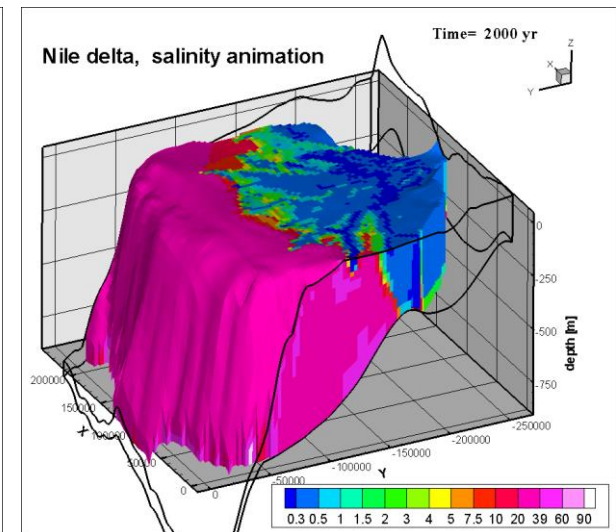 Time= 2000 yr
Nile delta, salinity animation
Z
X
Y
0
-250
-500
-750
depth [m]
200000
150000
100000
50000
0
X
0
-50000
-100000
-150000
-200000
-250000
Y
0.3 0.5 1 1.5 2 3 4 5 7.5 10 20 39 60 90